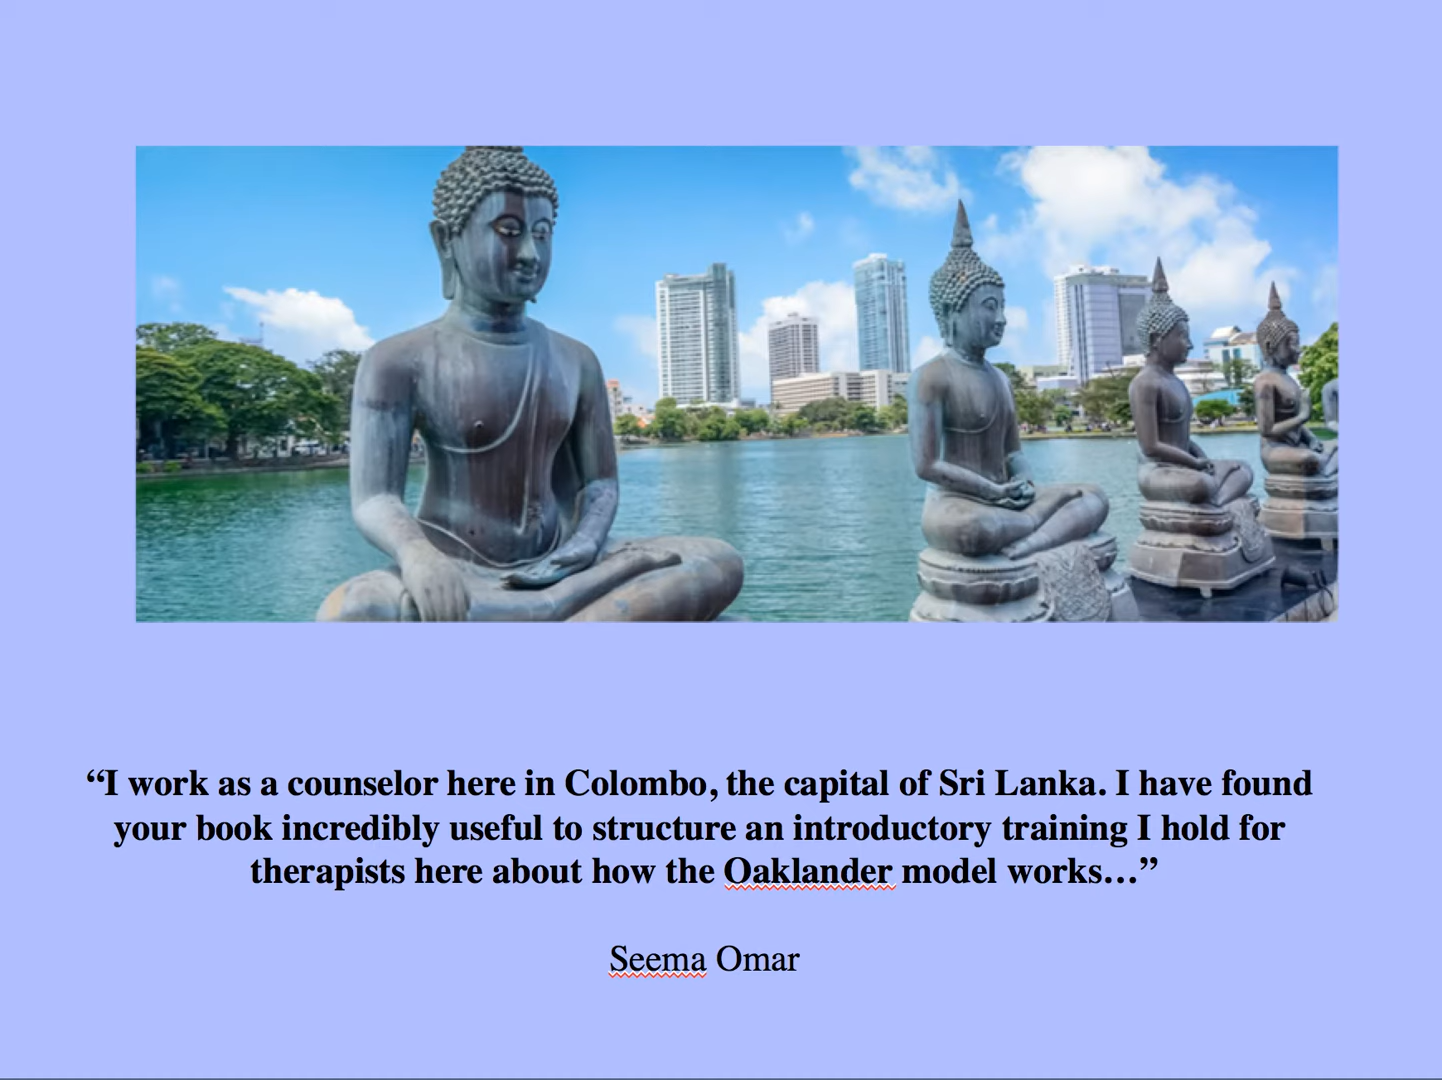 “I work as a counselor here in Colombo, the capital of Sri Lanka. I have found
your book incredibly useful to structure an introductory training I hold for
therapists here about how the Oaklander model works…”
Seema Omar